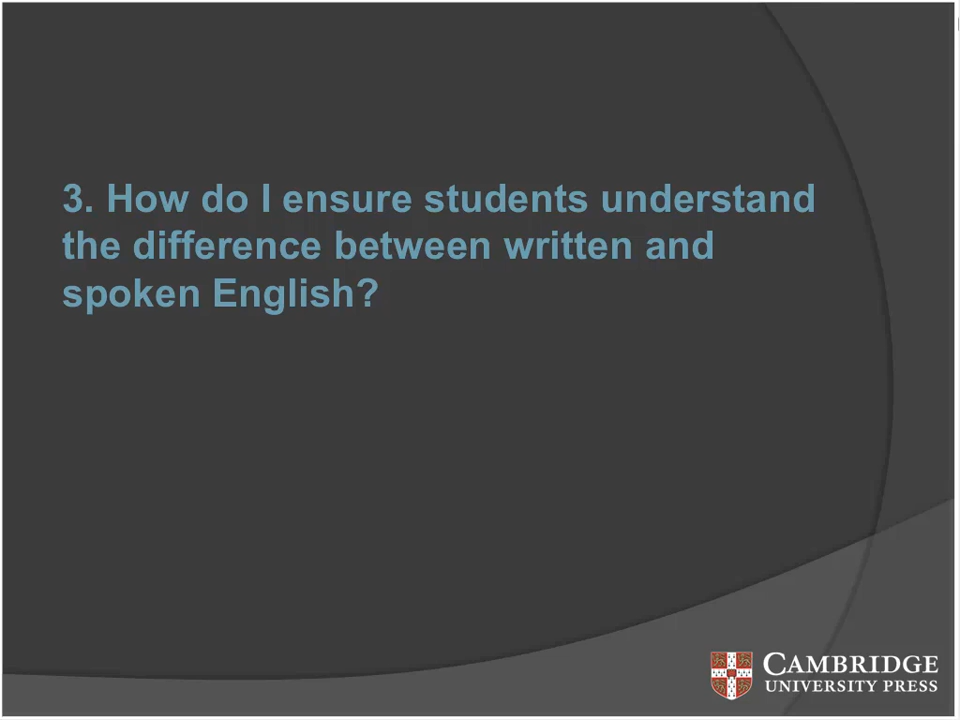 3. How do I ensure students understand
the difference between written and
spoken English?
CAMBRIDGE
UNIVERSITY PRESS